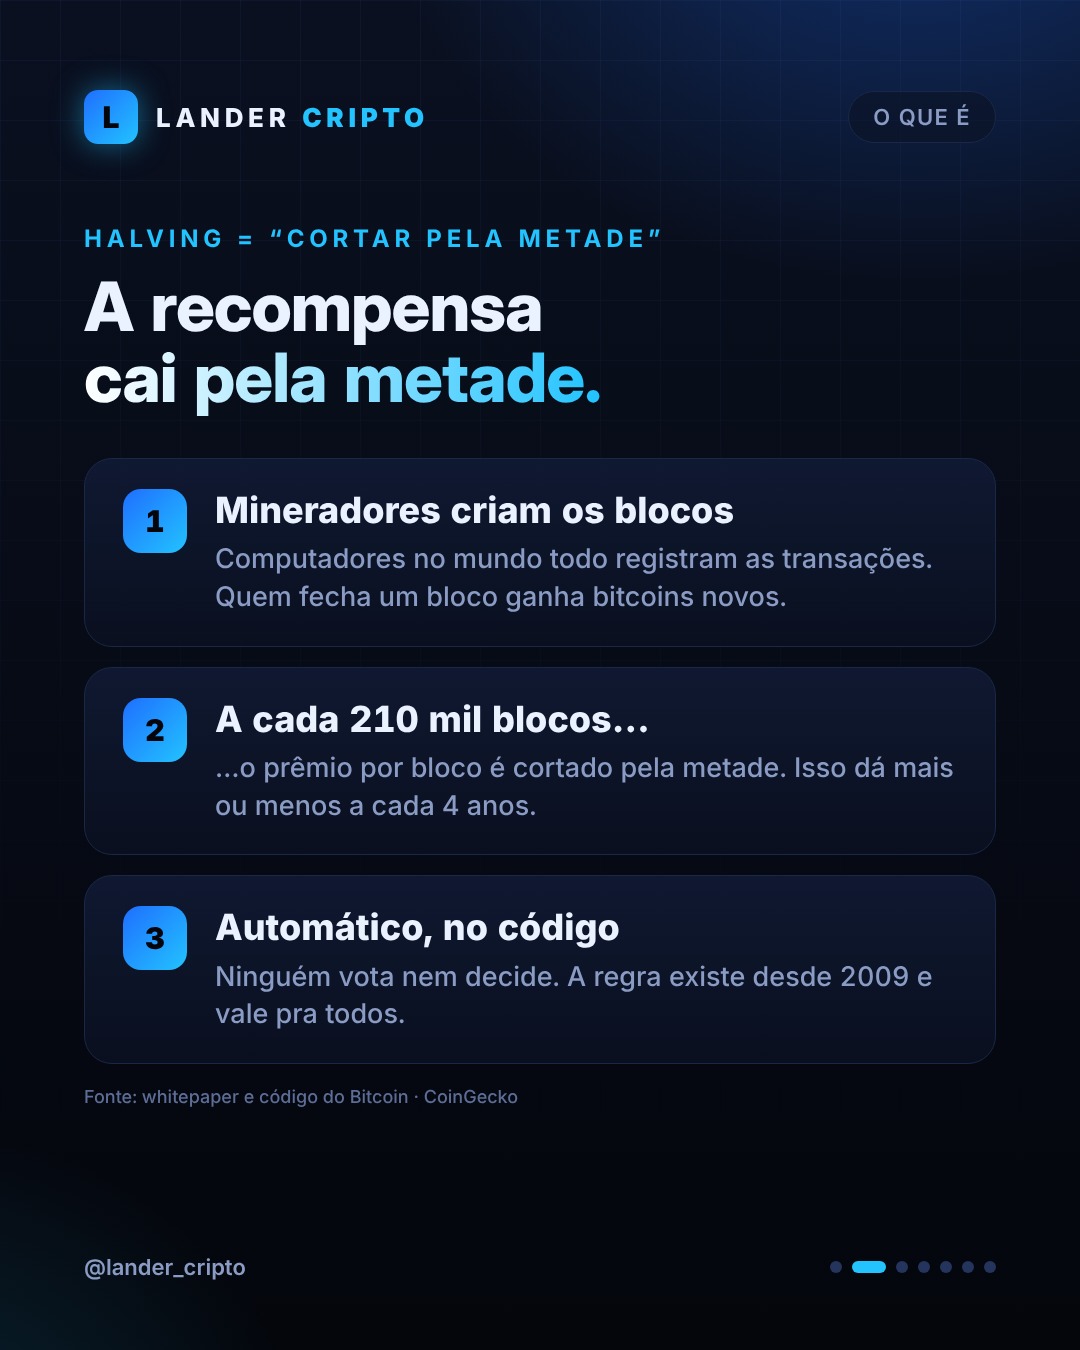 L
LANDER CRIPTO
O QUE É
HALVING = “CORTAR PELA METADE”
A recompensa
cai pela metade.
1
Mineradores criam os blocos
Computadores no mundo todo registram as transações.
Quem fecha um bloco ganha bitcoins novos.
2
A cada 210 mil blocos…
…o prêmio por bloco é cortado pela metade. Isso dá mais
ou menos a cada 4 anos.
3
Automático, no código
Ninguém vota nem decide. A regra existe desde 2009 e
vale pra todos.
Fonte: whitepaper e código do Bitcoin · CoinGecko
@lander_cripto